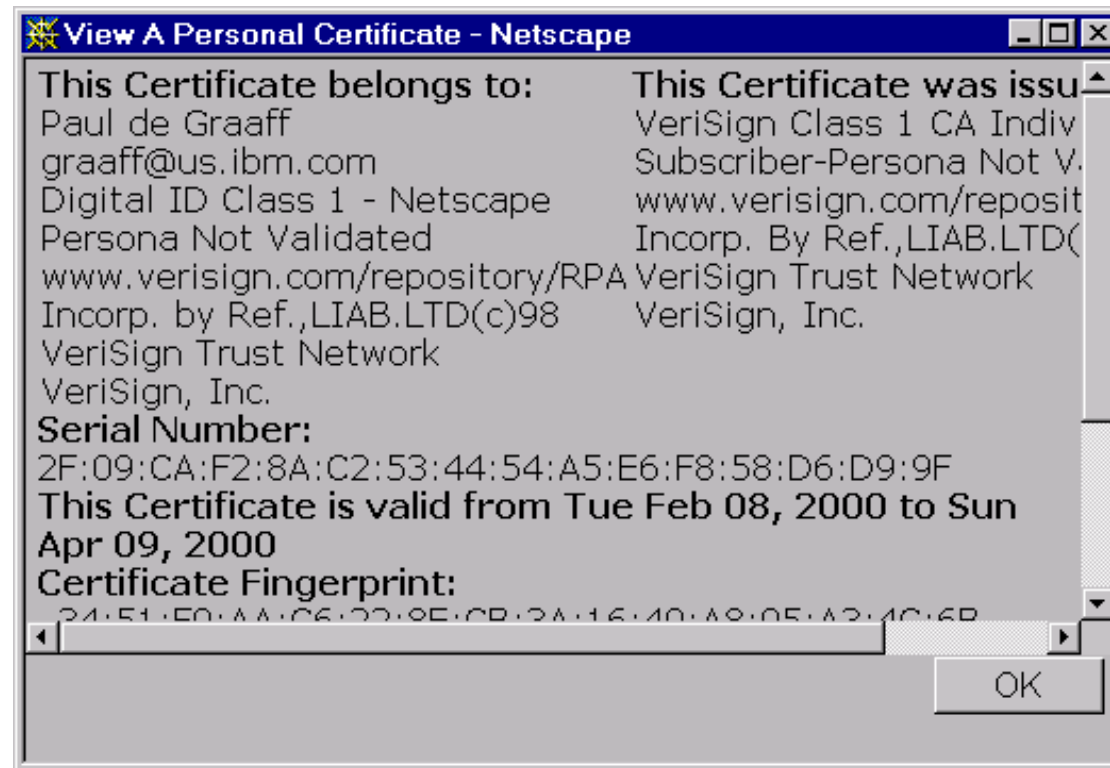 View A Personal Certificate - Netscape
This Certificate belongs to:
Paul de Graaff
graaff@us.ibm.com
Digital ID Class 1 - Netscape
Persona Not Validated
www.verisign.com/repository/RPA
Incorp. by Ref.,LIAB.LTD(c)98
VeriSign Trust Network
VeriSign, Inc.
This Certificate was issu
VeriSign Class 1 CA Indiv
Subscriber-Persona Not V
www.verisign.com/reposit
Incorp. By Ref.,LIAB.LTD(
VeriSign Trust Network
VeriSign, Inc.
Serial Number:
2F:09:CA:F2:8A:C2:53:44:54:A5:E6:F8:58:D6:D9:9F
This Certificate is valid from Tue Feb 08, 2000 to Sun
Apr 09, 2000
Certificate Fingerprint:
OK